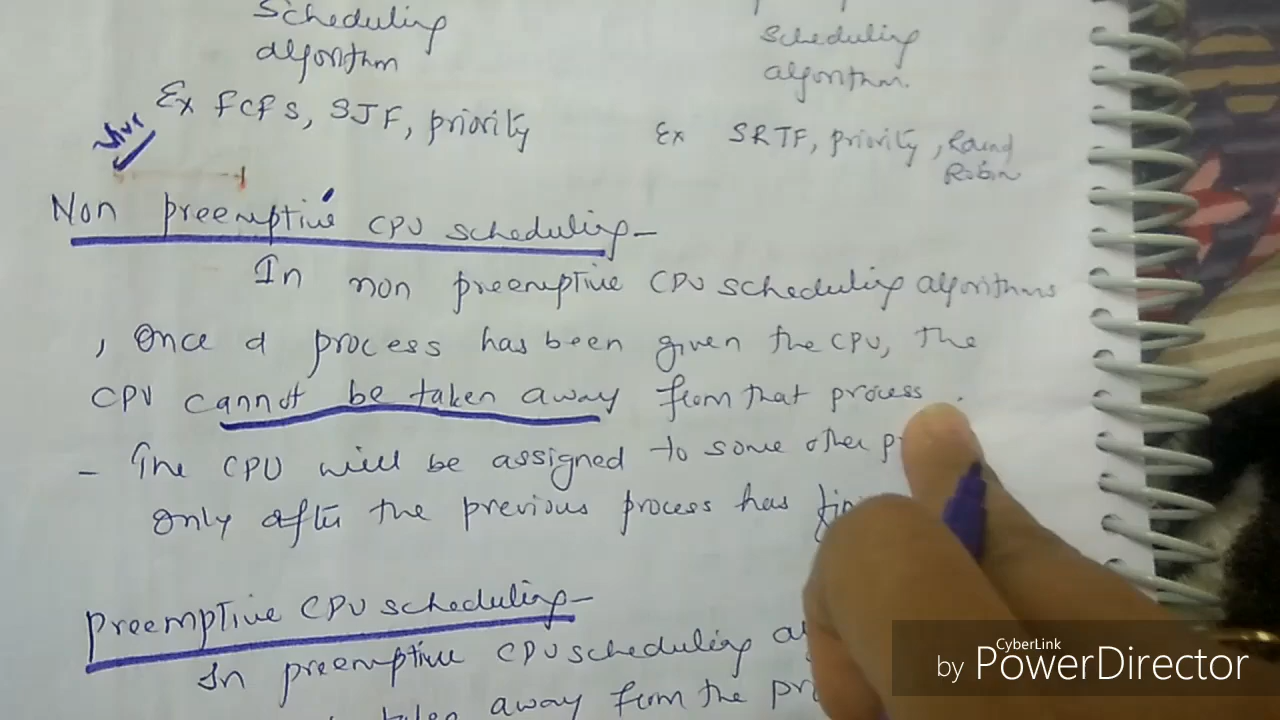 Scheduling
algorithm
Ex FCFS, SJF, priority
scheduling
algorithm.
Ex SRTF, priority, Round
Robin
Non preemptive CPU scheduling-
In non preemptive CPU scheduling algorithms
, Once a process has been given the CPU, the
CPU cannot be taken away from that process.
- The CPU will be assigned to some other
only after the previous process has
Preemptive CPU scheduling-
In preemptive CPU scheduling
taken away from the
CyberLink
by PowerDirector